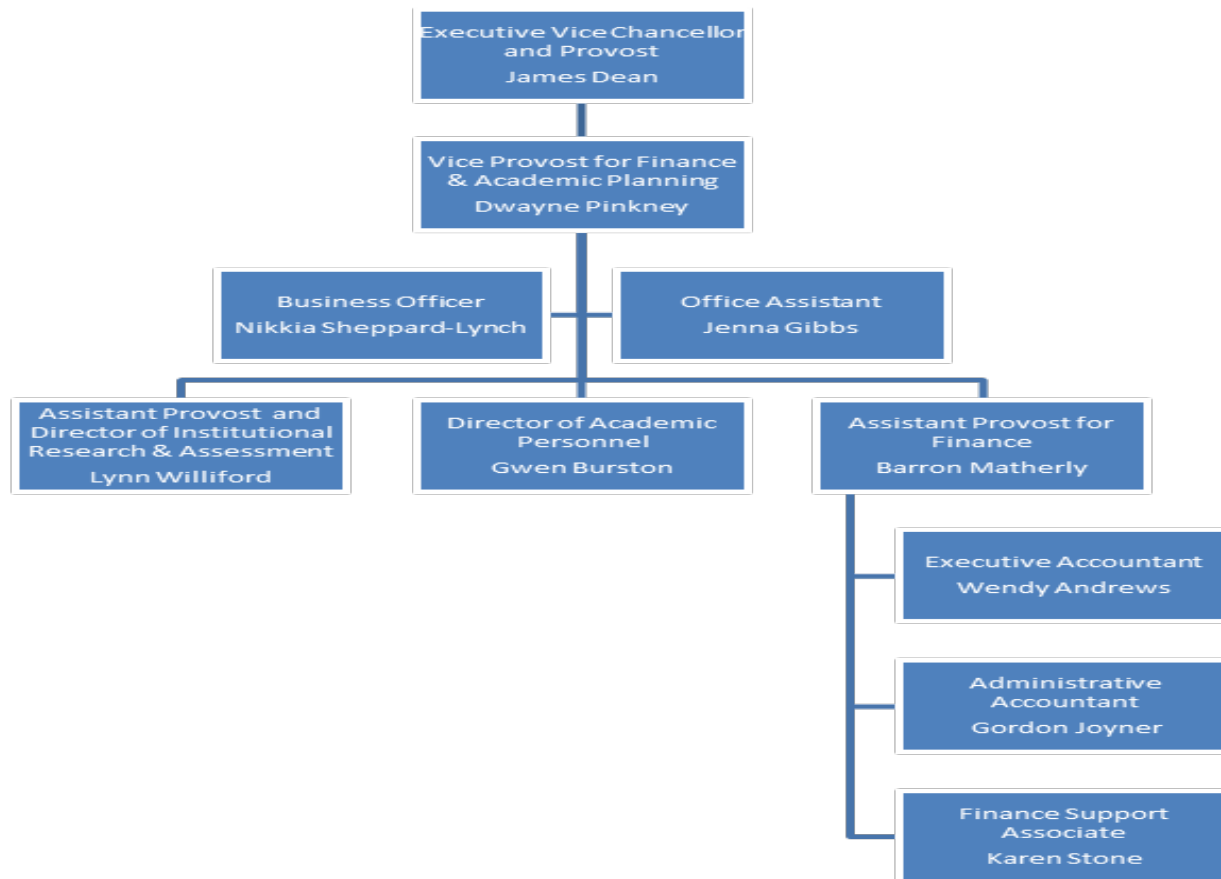 Executive Vice Chancellor
and Provost
James Dean
Vice Provost for Finance
& Academic Planning
Dwayne Pinkney
Business Officer
Nikkia Sheppard-Lynch
Office Assistant
Jenna Gibbs
Assistant Provost and
Director of Institutional
Research & Assessment
Lynn Williford
Director of Academic
Personnel
Gwen Burston
Assistant Provost for
Finance
Barron Matherly
Executive Accountant
Wendy Andrews
Administrative
Accountant
Gordon Joyner
Finance Support
Associate
Karen Stone